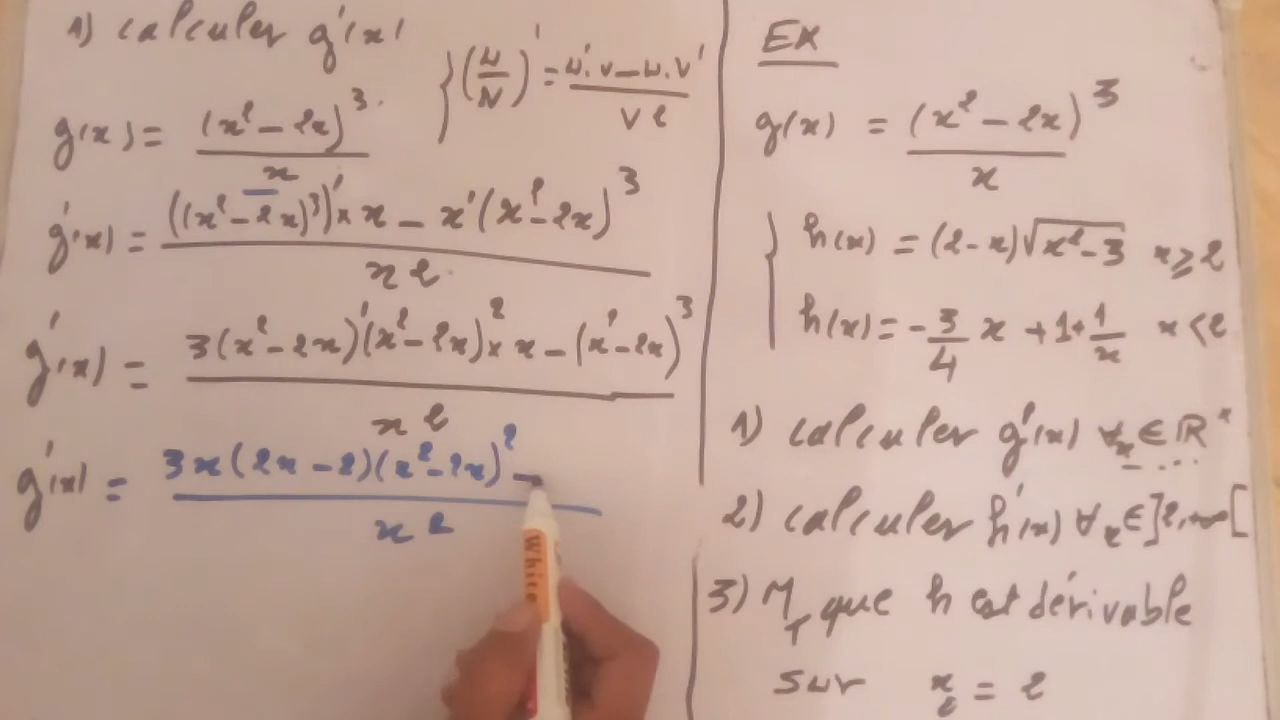 1) calculer g'(x)
g(x) = (x² - 2x)³ / x
{ (u/v)' = u'.v - u.v' / v²
g'(x) = ((x² - 2x)³)' × x - x'(x² - 2x)³ / x²
g'(x) = 3(x² - 2x)'(x² - 2x)² × x - (x² - 2x)³ / x²
g'(x) = 3x(2x - 2)(x² - 2x)² - / x²
White
EX
g(x) = (x² - 2x)³ / x
{ h(x) = (2 - x)√x² - 3 x ≥ 2
h(x) = -3/4 x + 1 + 1/x x < 2
1) calculer g'(x) ∀x ∈ ℝ*
2) calculer h'(x) ∀x ∈ ]2, +∞[
3) MT que h est dérivable
sur x₀ = 2